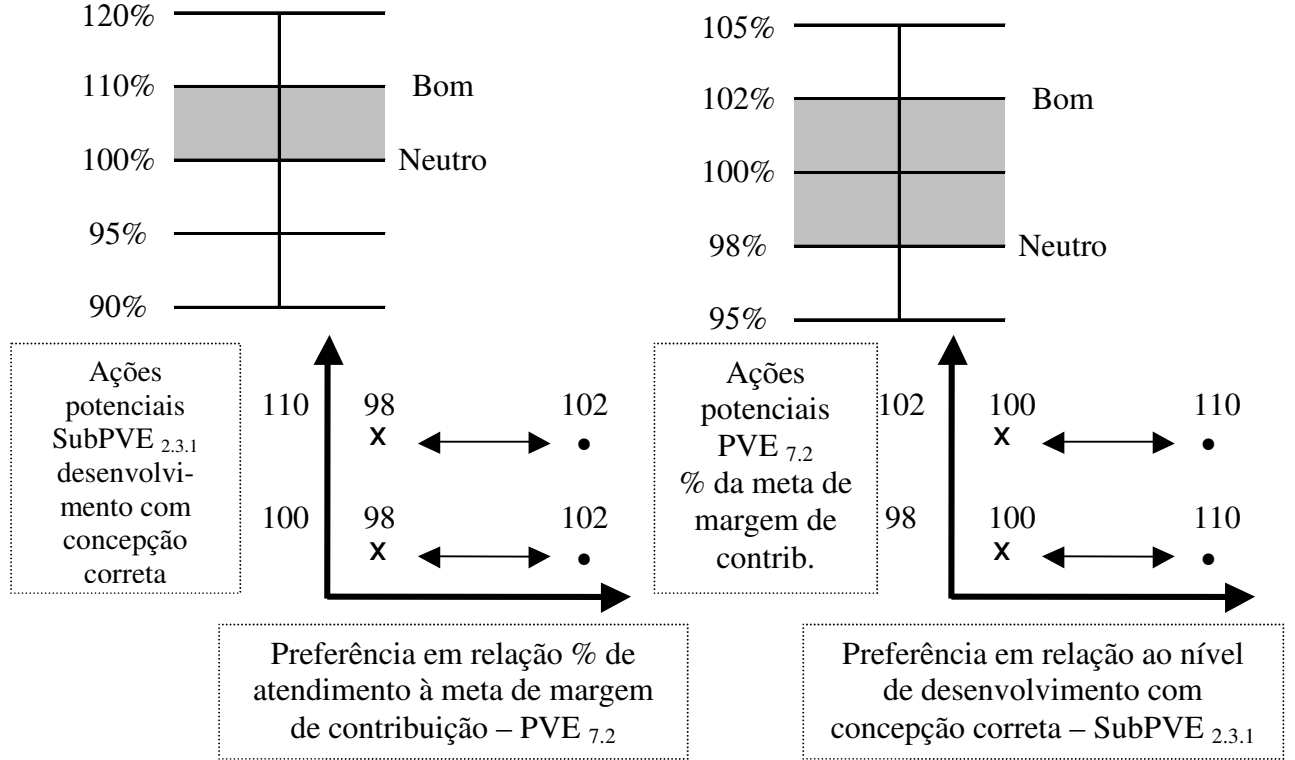 120%
110%
Bom
100%
Neutro
95%
90%
105%
102%
Bom
100%
98%
Neutro
95%
Ações
potenciais
SubPVE 2.3.1
desenvolvi-
mento com
concepção
correta
110
98
102
x
100
98
102
x
Preferência em relação % de
atendimento à meta de margem
de contribuição – PVE 7.2
Ações
potenciais
PVE 7.2
% da meta de
margem de
contrib.
102
100
110
x
98
100
110
x
Preferência em relação ao nível
de desenvolvimento com
concepção correta – SubPVE 2.3.1